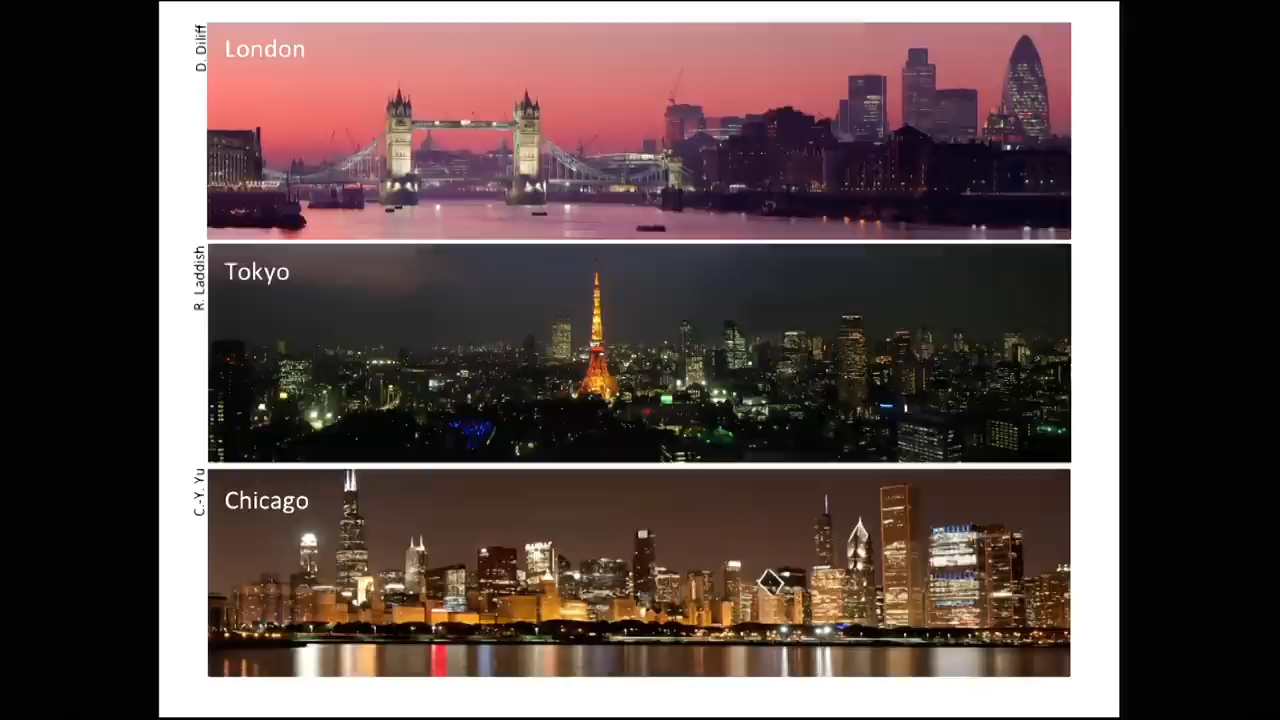 D. Diliff
London
R. Laddish
Tokyo
C.-Y. Yu
Chicago